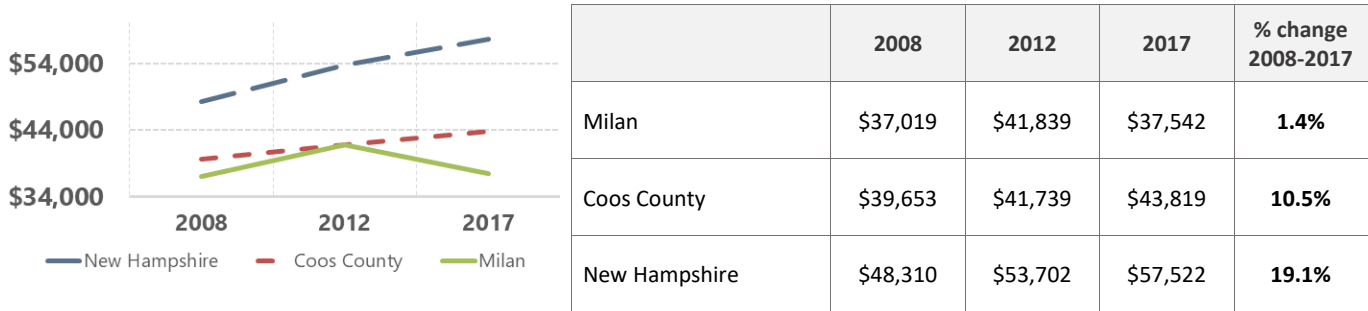 $54,000
$44,000
$34,000
2008 2012 2017
New Hampshire Coos County Milan
2008 2012 2017 % change
2008-2017
Milan $37,019 $41,839 $37,542 1.4%
Coos County $39,653 $41,739 $43,819 10.5%
New Hampshire $48,310 $53,702 $57,522 19.1%